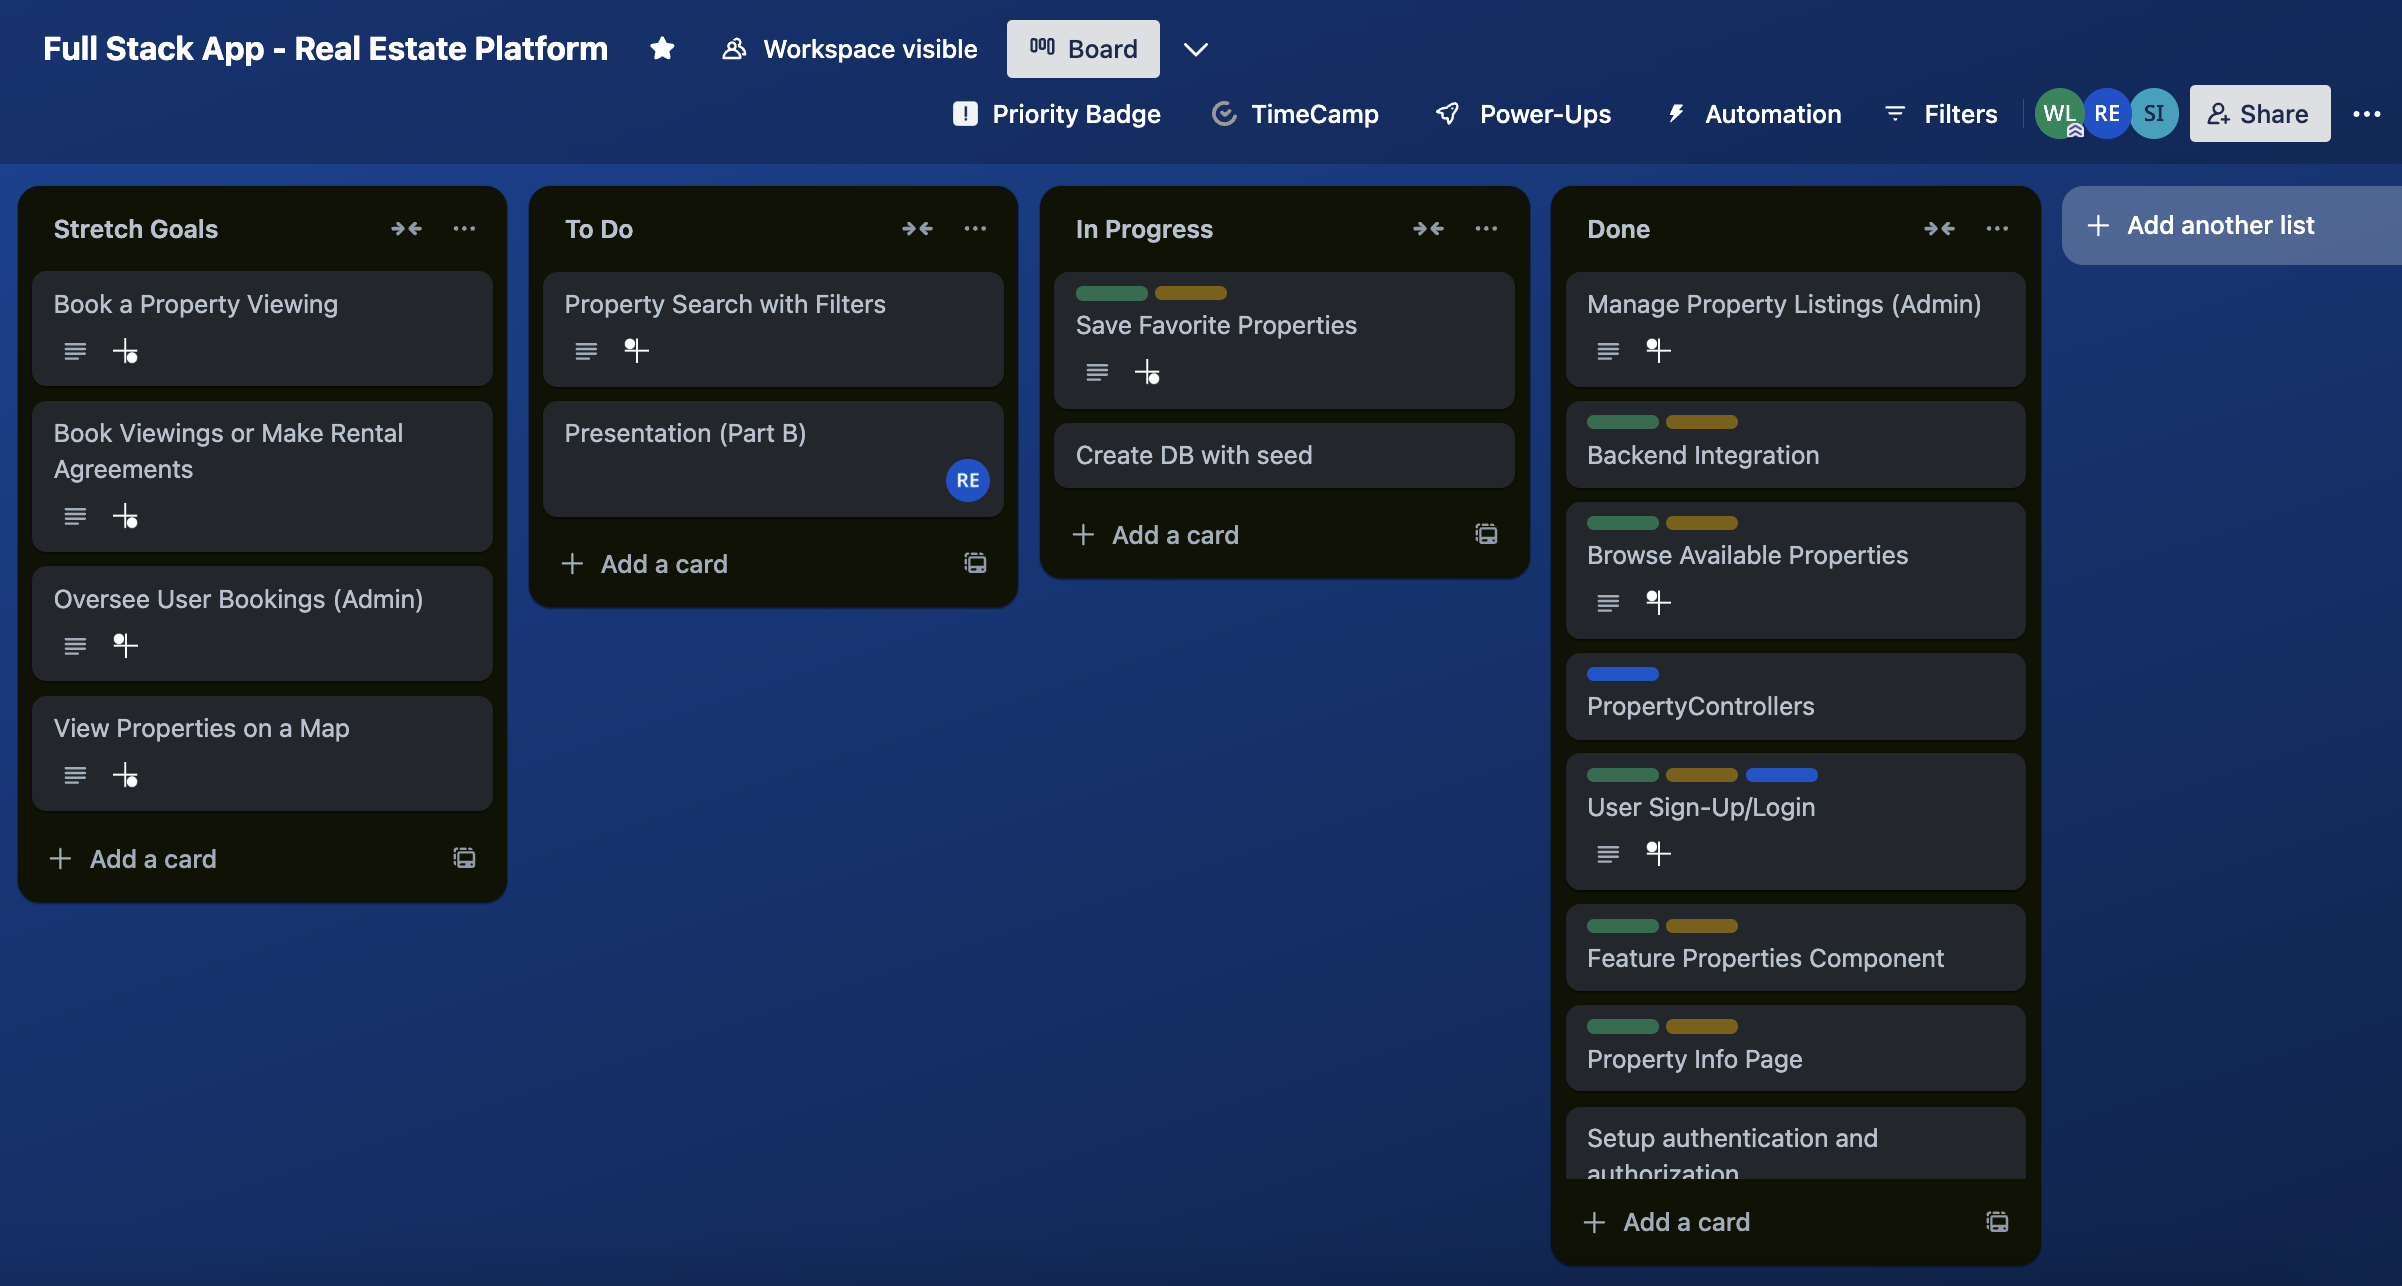 Full Stack App - Real Estate Platform
Workspace visible
Board
Priority Badge
TimeCamp
Power-Ups
Automation
Filters
WL
RE
SI
Share
Stretch Goals
Book a Property Viewing
Book Viewings or Make Rental
Agreements
Oversee User Bookings (Admin)
View Properties on a Map
Add a card
To Do
Property Search with Filters
Presentation (Part B)
RE
Add a card
In Progress
Save Favorite Properties
Create DB with seed
Add a card
Done
Manage Property Listings (Admin)
Backend Integration
Browse Available Properties
PropertyControllers
User Sign-Up/Login
Feature Properties Component
Property Info Page
Setup authentication and
authorization
Add a card
Add another list